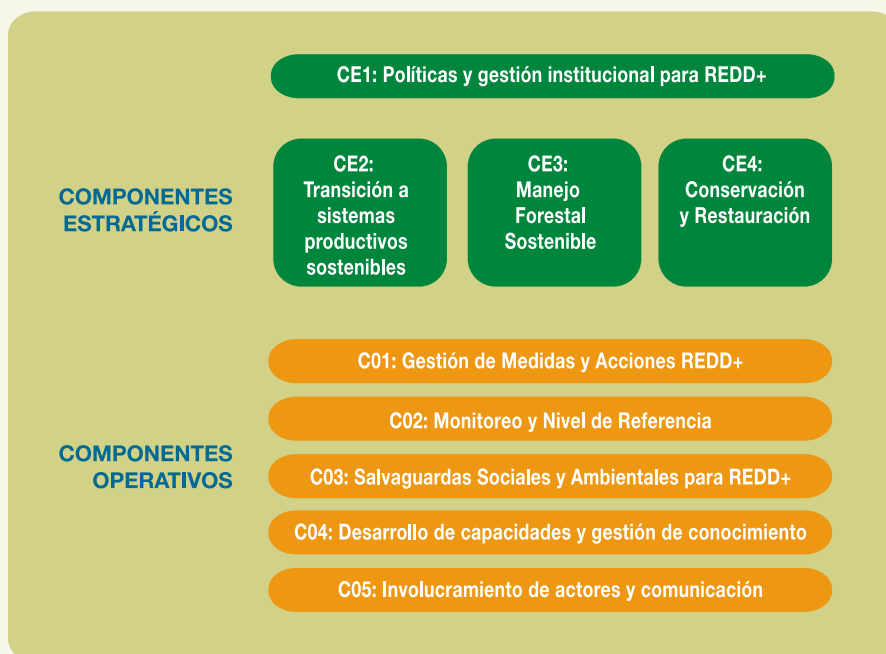 CE1: Políticas y gestión institucional para REDD+
COMPONENTES
ESTRATÉGICOS
CE2:
Transición a
sistemas
productivos
sostenibles
CE3:
Manejo
Forestal
Sostenible
CE4:
Conservación
y Restauración
COMPONENTES
OPERATIVOS
C01: Gestión de Medidas y Acciones REDD+
C02: Monitoreo y Nivel de Referencia
C03: Salvaguardas Sociales y Ambientales para REDD+
C04: Desarrollo de capacidades y gestión de conocimiento
C05: Involucramiento de actores y comunicación